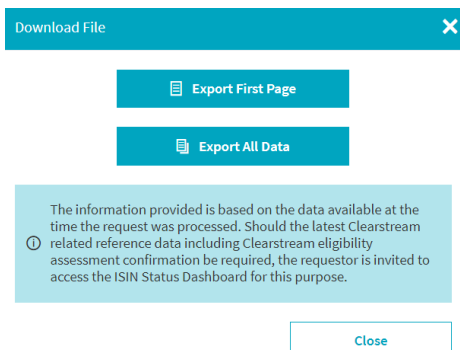 Download File
Export First Page
Export All Data
The information provided is based on the data available at the
time the request was processed. Should the latest Clearstream
related reference data including Clearstream eligibility
assessment confirmation be required, the requestor is invited to
access the ISIN Status Dashboard for this purpose.
Close